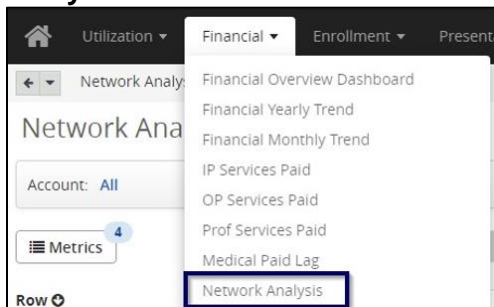 Utilization Financial Enrollment Present
Network Analy
Financial Overview Dashboard
Financial Yearly Trend
Network Ana
Financial Monthly Trend
IP Services Paid
Account: All
OP Services Paid
Prof Services Paid
4
Metrics
Medical Paid Lag
Network Analysis
Row